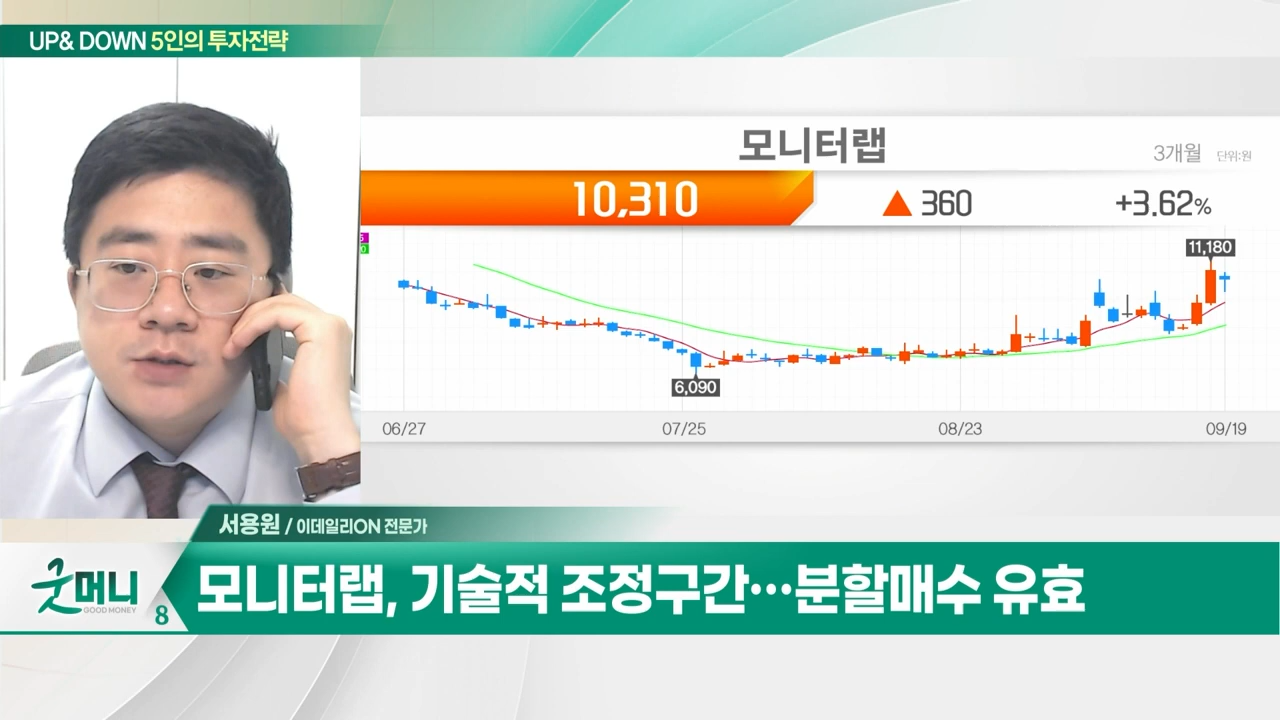 UP& DOWN 5인의 투자전략
모니터랩
3개월 단위:원
10,310 ▲ 360 +3.62%
11,180
6,090
06/27 07/25 08/23 09/19
서용원 / 이데일리ON 전문가
굿머니
GOOD MONEY
8
모니터랩, 기술적 조정구간···분할매수 유효